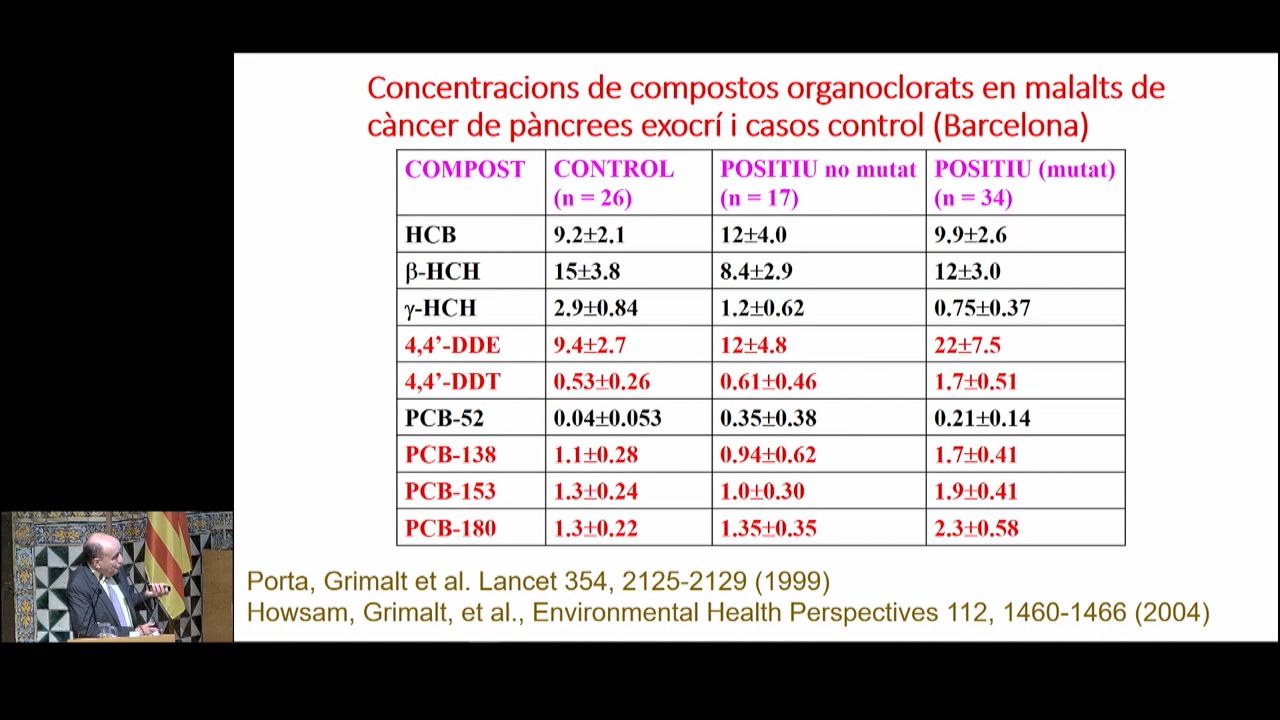 Concentracions de compostos organoclorats en malalts de
càncer de pàncrees exocrí i casos control (Barcelona)
COMPOST CONTROL (n = 26) POSITIU no mutat (n = 17) POSITIU (mutat) (n = 34)
HCB 9.2±2.1 12±4.0 9.9±2.6
β-HCH 15±3.8 8.4±2.9 12±3.0
γ-HCH 2.9±0.84 1.2±0.62 0.75±0.37
4,4’-DDE 9.4±2.7 12±4.8 22±7.5
4,4’-DDT 0.53±0.26 0.61±0.46 1.7±0.51
PCB-52 0.04±0.053 0.35±0.38 0.21±0.14
PCB-138 1.1±0.28 0.94±0.62 1.7±0.41
PCB-153 1.3±0.24 1.0±0.30 1.9±0.41
PCB-180 1.3±0.22 1.35±0.35 2.3±0.58
Porta, Grimalt et al. Lancet 354, 2125-2129 (1999)
Howsam, Grimalt, et al., Environmental Health Perspectives 112, 1460-1466 (2004)